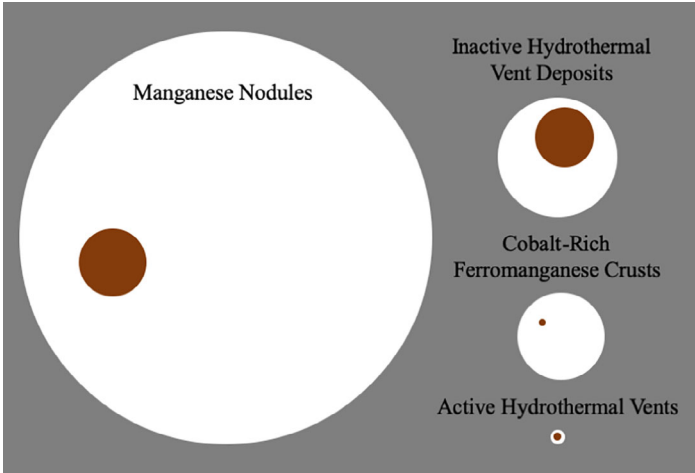 Manganese Nodules
Inactive Hydrothermal
Vent Deposits
Cobalt-Rich
Ferromanganese Crusts
Active Hydrothermal Vents